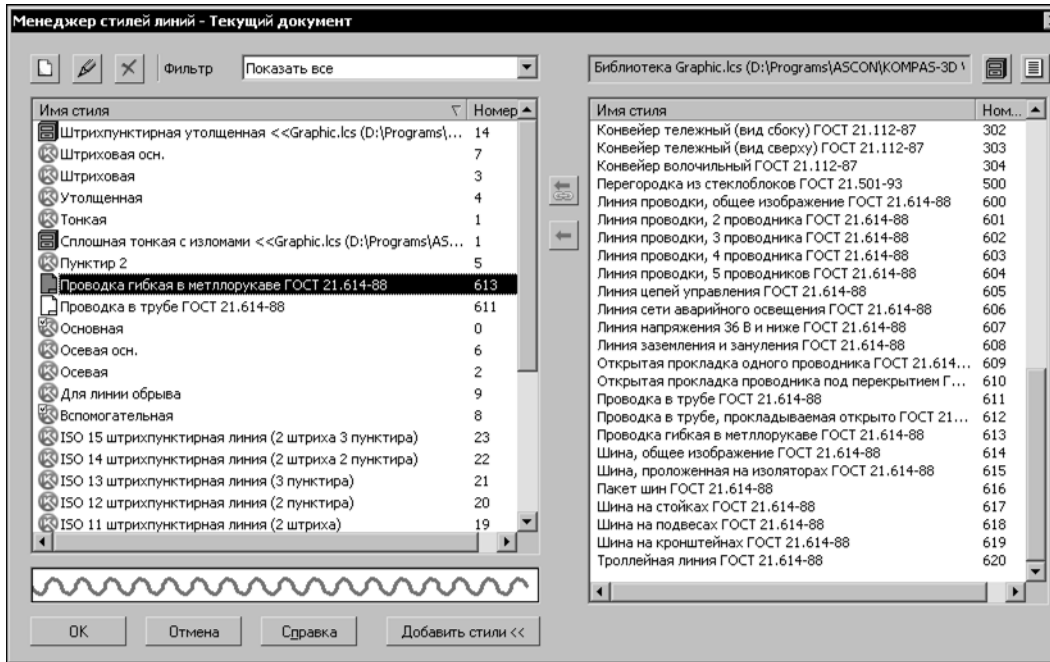 Менеджер стилей линий - Текущий документ
Фильтр
Показать все
Библиотека Graphic.lcs (D:\Programs\ASCON\KOMPAS-3D
Имя стиля Номер
Штрихпунктирная утолщенная <<Graphic.lcs (D:\Programs\... 14
Штриховая осн. 7
Штриховая 3
Утолщенная 4
Тонкая 1
Сплошная тонкая с изломами <<Graphic.lcs (D:\Programs\AS... 1
Пунктир 2 5
Проводка гибкая в метллорукаве ГОСТ 21.614-88 613
Проводка в трубе ГОСТ 21.614-88 611
Основная 0
Осевая осн. 6
Осевая 2
Для линии обрыва 9
Вспомогательная 8
ISO 15 штрихпунктирная линия (2 штриха 3 пунктира) 23
ISO 14 штрихпунктирная линия (2 штриха 2 пунктира) 22
ISO 13 штрихпунктирная линия (3 пунктира) 21
ISO 12 штрихпунктирная линия (2 пунктира) 20
ISO 11 штрихпунктирная линия (2 штриха) 19
Имя стиля Ном...
Конвейер тележный (вид сбоку) ГОСТ 21.112-87 302
Конвейер тележный (вид сверху) ГОСТ 21.112-87 303
Конвейер волочильный ГОСТ 21.112-87 304
Перегородка из стеклоблоков ГОСТ 21.501-93 500
Линия проводки, общее изображение ГОСТ 21.614-88 600
Линия проводки, 2 проводника ГОСТ 21.614-88 601
Линия проводки, 3 проводника ГОСТ 21.614-88 602
Линия проводки, 4 проводника ГОСТ 21.614-88 603
Линия проводки, 5 проводников ГОСТ 21.614-88 604
Линия цепей управления ГОСТ 21.614-88 605
Линия сети аварийного освещения ГОСТ 21.614-88 606
Линия напряжения 36 В и ниже ГОСТ 21.614-88 607
Линия заземления и зануления ГОСТ 21.614-88 608
Открытая прокладка одного проводника ГОСТ 21.614... 609
Открытая прокладка проводника под перекрытием Г... 610
Проводка в трубе ГОСТ 21.614-88 611
Проводка в трубе, прокладываемая открыто ГОСТ 21... 612
Проводка гибкая в метллорукаве ГОСТ 21.614-88 613
Шина, общее изображение ГОСТ 21.614-88 614
Шина, проложенная на изоляторах ГОСТ 21.614-88 615
Пакет шин ГОСТ 21.614-88 616
Шина на стойках ГОСТ 21.614-88 617
Шина на подвесах ГОСТ 21.614-88 618
Шина на кронштейнах ГОСТ 21.614-88 619
Троллейная линия ГОСТ 21.614-88 620
OK
Отмена
Справка
Добавить стили <<